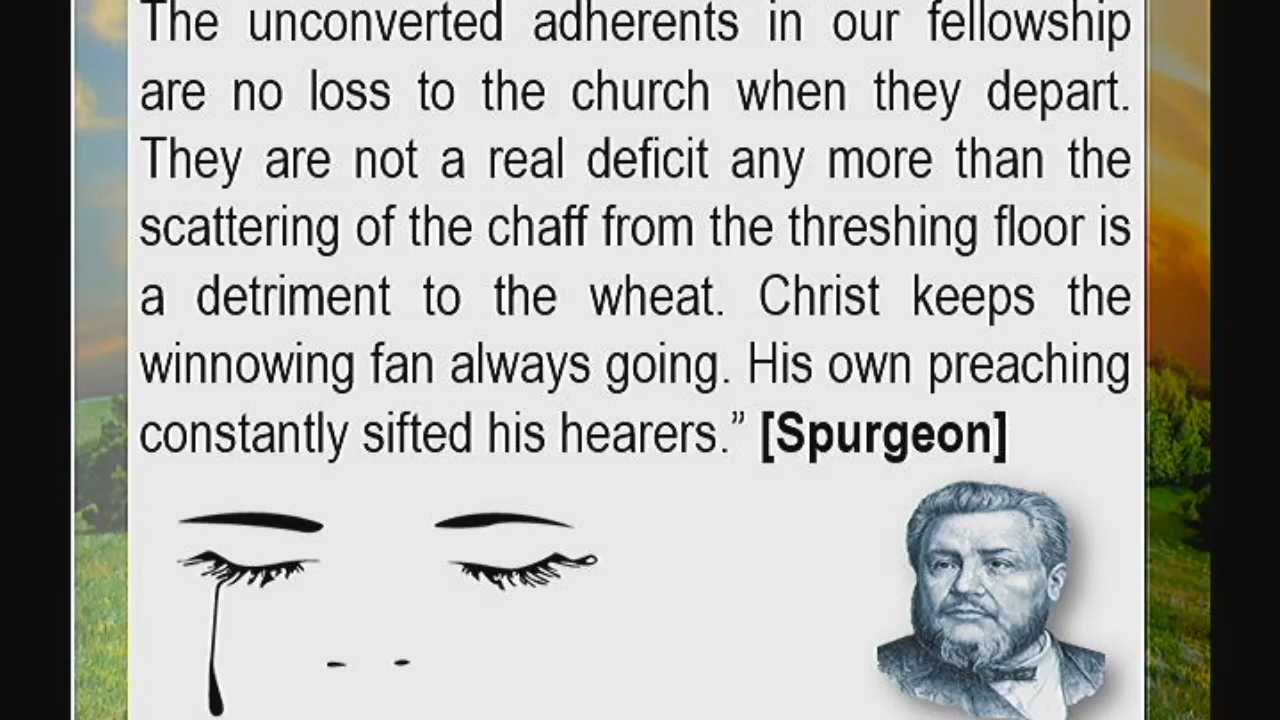 The unconverted adherents in our fellowship
are no loss to the church when they depart.
They are not a real deficit any more than the
scattering of the chaff from the threshing floor is
a detriment to the wheat. Christ keeps the
winnowing fan always going. His own preaching
constantly sifted his hearers.” [Spurgeon]